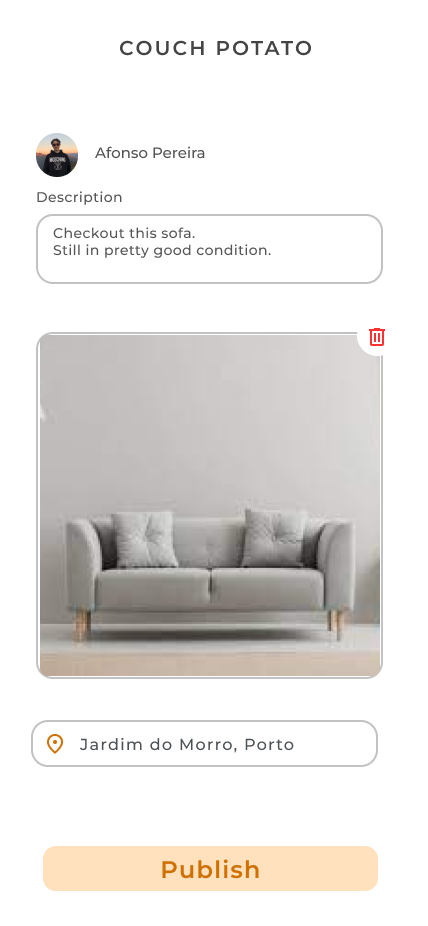 COUCH POTATO
Afonso Pereira
Description
Checkout this sofa.
Still in pretty good condition.
Jardim do Morro, Porto
Publish